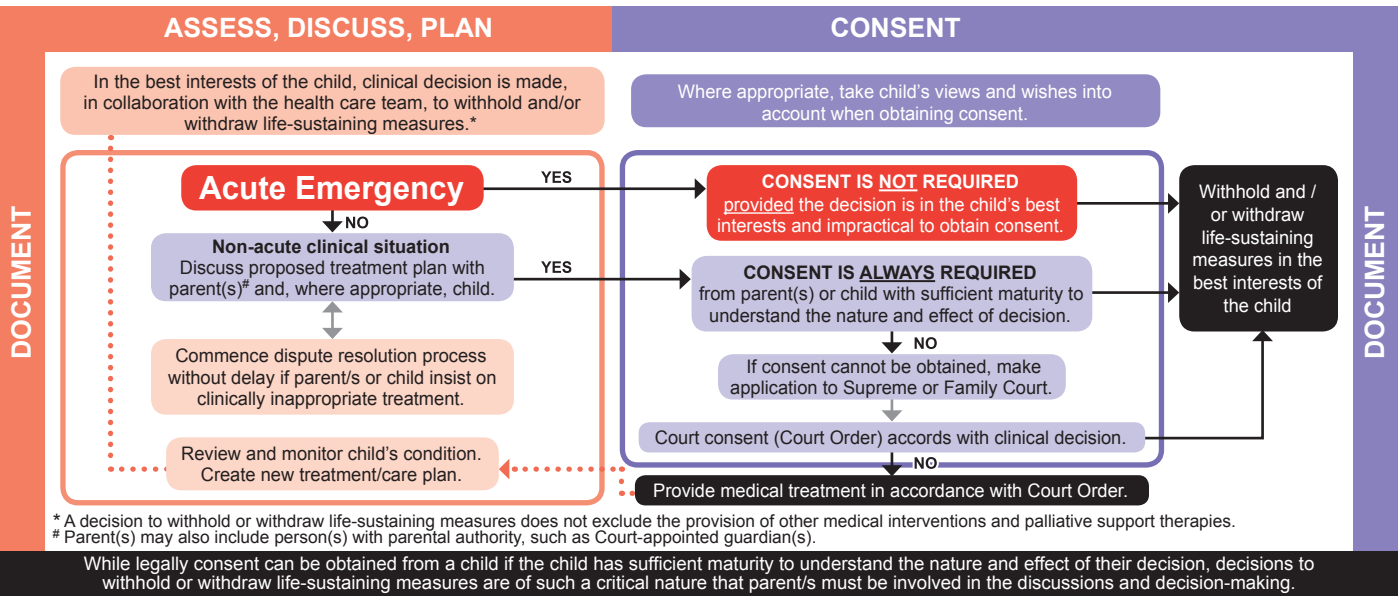 ASSESS, DISCUSS, PLAN
CONSENT
DOCUMENT
In the best interests of the child, clinical decision is made,
in collaboration with the health care team, to withhold and/or
withdraw life-sustaining measures.*
Where appropriate, take child's views and wishes into
account when obtaining consent.
Acute Emergency
YES
CONSENT IS NOT REQUIRED
provided the decision is in the child's best
interests and impractical to obtain consent.
NO
Non-acute clinical situation
Discuss proposed treatment plan with
parent(s)# and, where appropriate, child.
YES
CONSENT IS ALWAYS REQUIRED
from parent(s) or child with sufficient maturity to
understand the nature and effect of decision.
Withhold and /
or withdraw
life-sustaining
measures in the
best interests of
the child
NO
Commence dispute resolution process
without delay if parent/s or child insist on
clinically inappropriate treatment.
If consent cannot be obtained, make
application to Supreme or Family Court.
Court consent (Court Order) accords with clinical decision.
NO
Review and monitor child's condition.
Create new treatment/care plan.
Provide medical treatment in accordance with Court Order.
DOCUMENT
* A decision to withhold or withdraw life-sustaining measures does not exclude the provision of other medical interventions and palliative support therapies.
# Parent(s) may also include person(s) with parental authority, such as Court-appointed guardian(s).
While legally consent can be obtained from a child if the child has sufficient maturity to understand the nature and effect of their decision, decisions to
withhold or withdraw life-sustaining measures are of such a critical nature that parent/s must be involved in the discussions and decision-making.